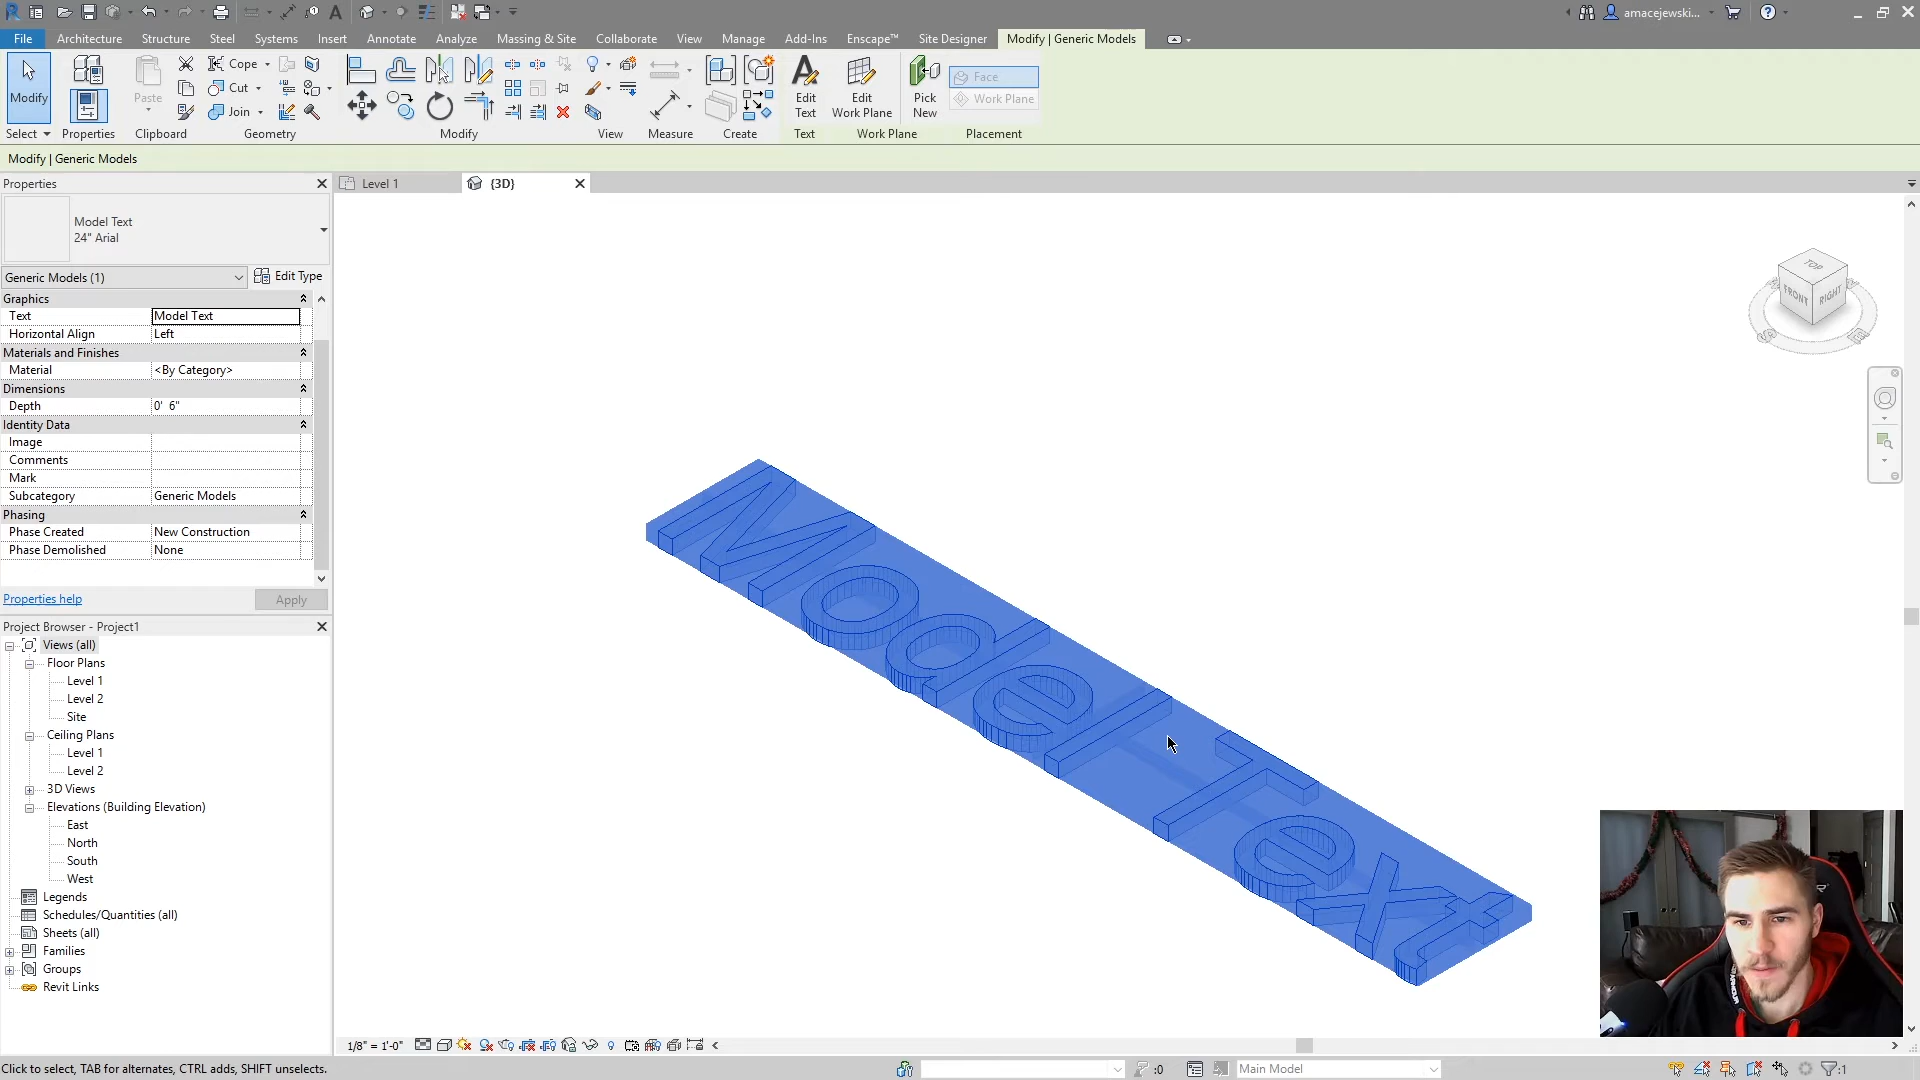 amacejewski...
File
Architecture
Structure
Steel
Systems
Insert
Annotate
Analyze
Massing & Site
Collaborate
View
Manage
Add-Ins
Enscape™
Site Designer
Modify | Generic Models
Modify
Select
Properties
Paste
Clipboard
Cope
Cut
Join
Geometry
Modify
View
Measure
Create
Edit
Text
Text
Edit
Work Plane
Work Plane
Pick
New
Face
Work Plane
Placement
Modify | Generic Models
Properties
Model Text
24" Arial
Generic Models (1)
Edit Type
Graphics
Text Model Text
Horizontal Align Left
Materials and Finishes
Material <By Category>
Dimensions
Depth 0' 6"
Identity Data
Image
Comments
Mark
Subcategory Generic Models
Phasing
Phase Created New Construction
Phase Demolished None
Properties help
Apply
Project Browser - Project1
Views (all)
Floor Plans
Level 1
Level 2
Site
Ceiling Plans
Level 1
Level 2
3D Views
Elevations (Building Elevation)
East
North
South
West
Legends
Schedules/Quantities (all)
Sheets (all)
Families
Groups
Revit Links
Level 1
{3D}
TOP
FRONT
RIGHT
Model Text
1/8" = 1'-0"
Click to select, TAB for alternates, CTRL adds, SHIFT unselects.
:0
Main Model
:1